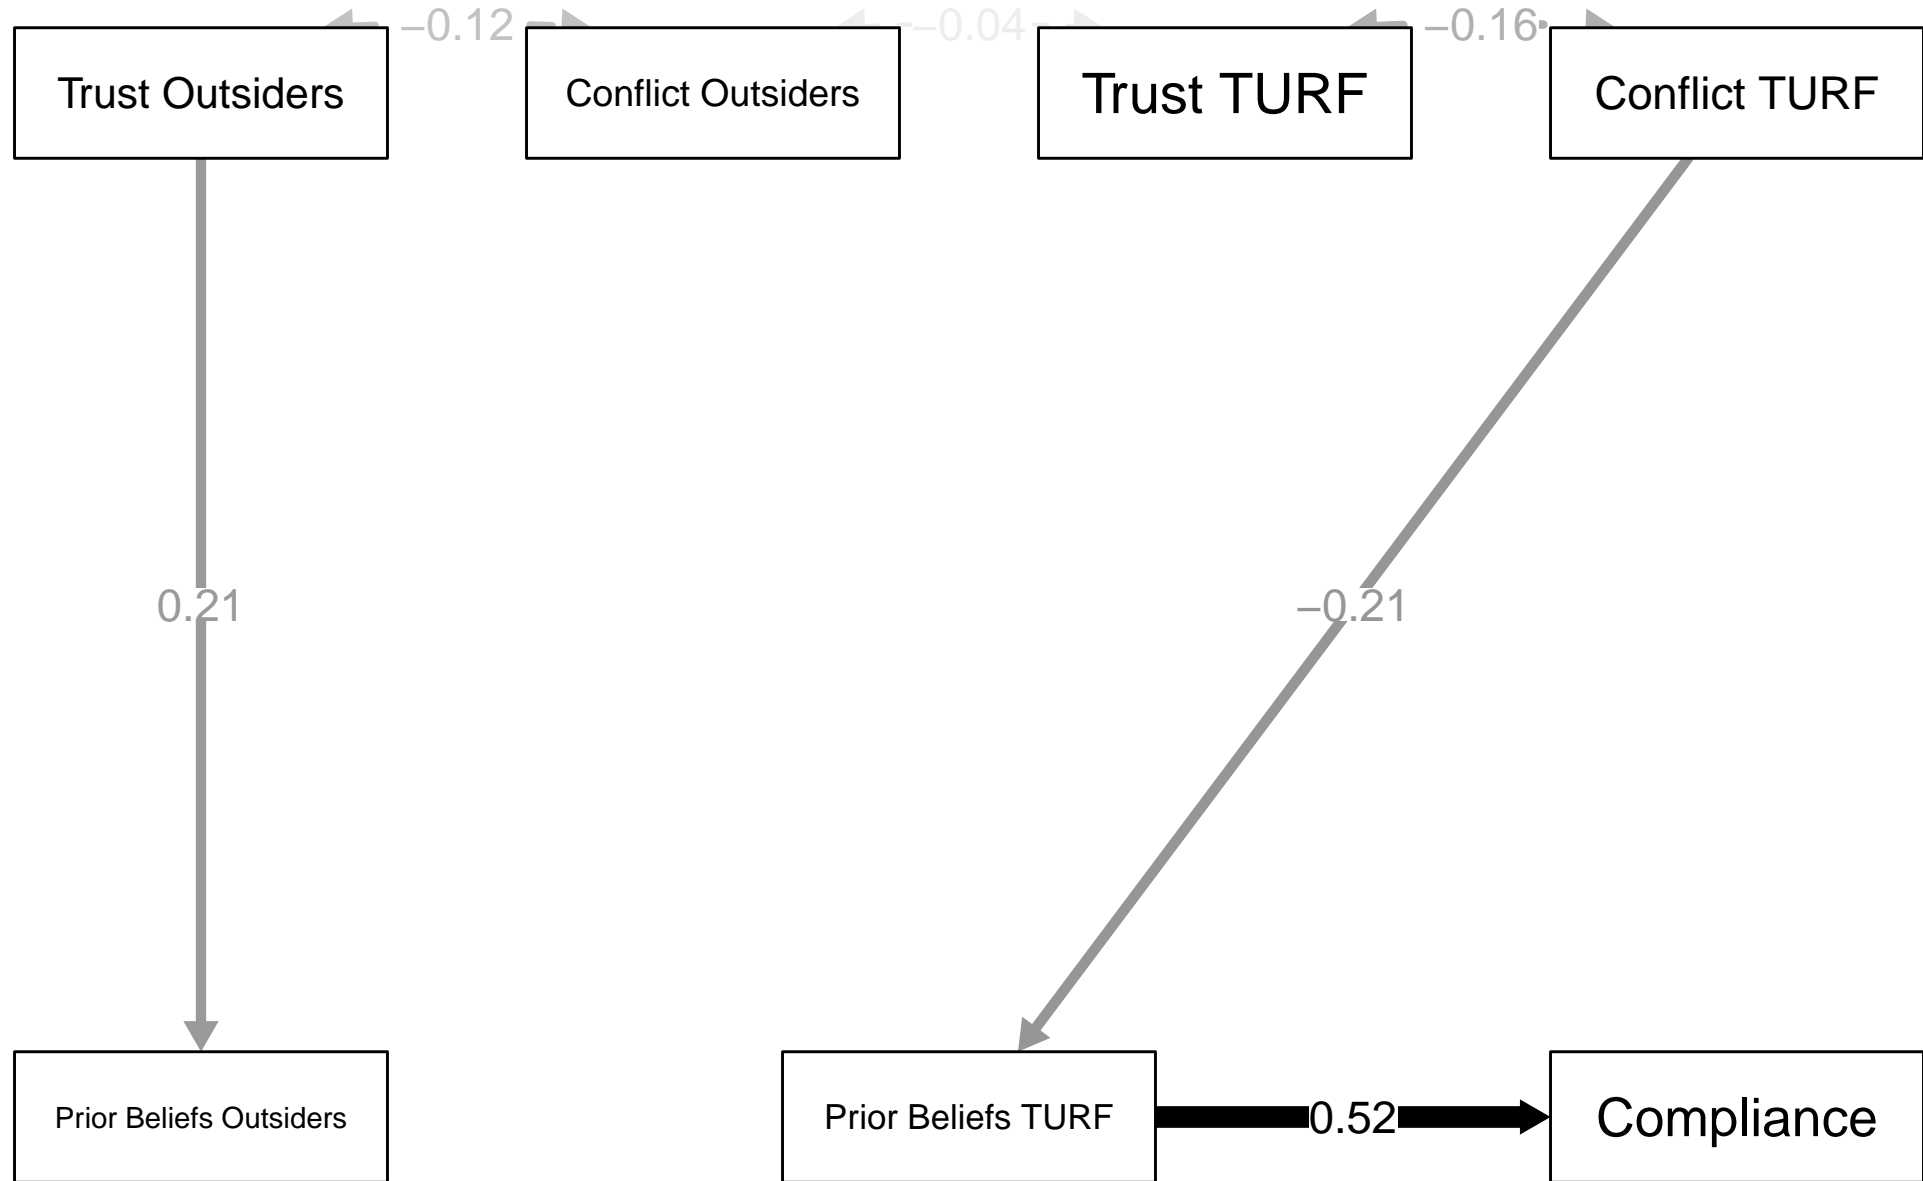 –0.12
–0.04
–0.16
Trust Outsiders
Conflict Outsiders
Trust TURF
Conflict TURF
0.21
–0.21
Prior Beliefs Outsiders
Prior Beliefs TURF
0.52
Compliance